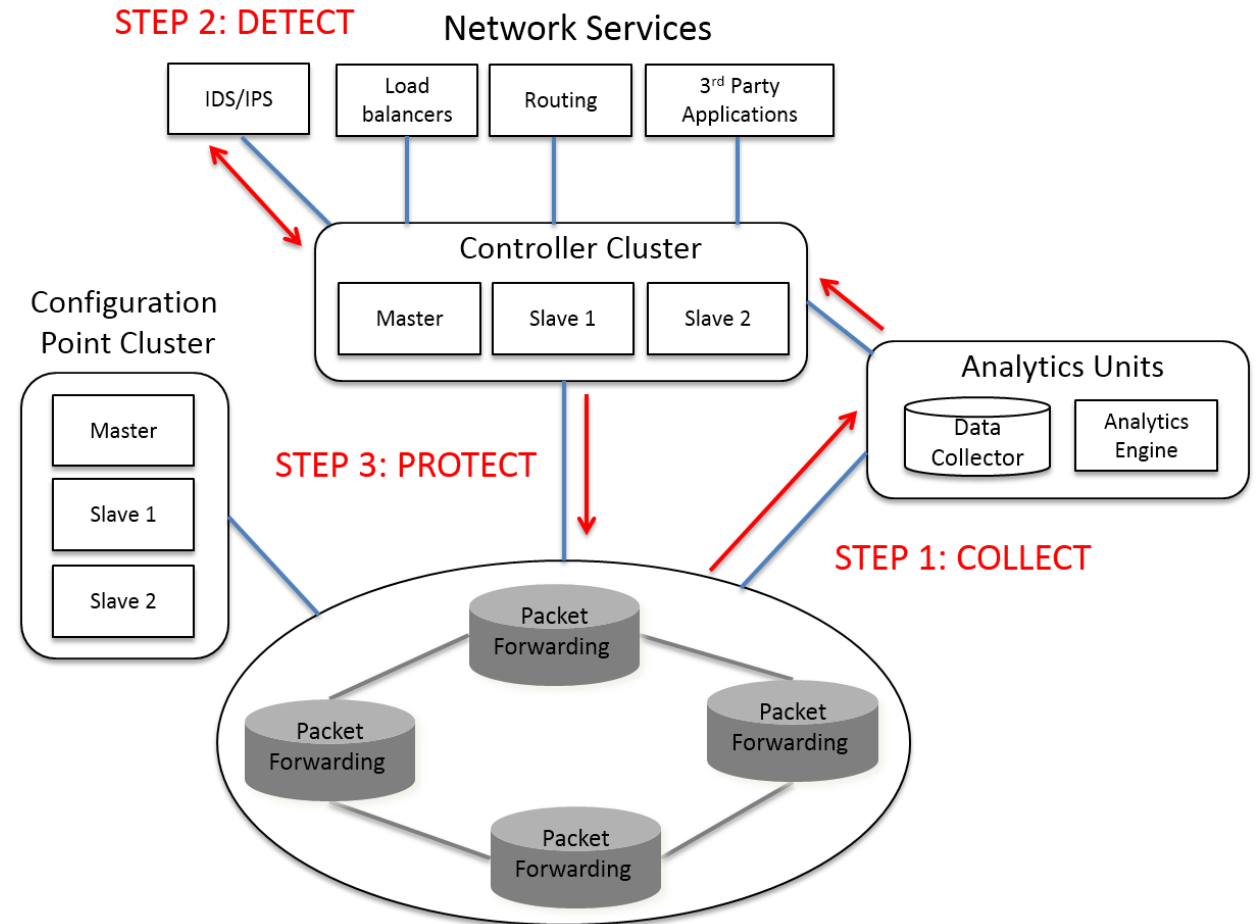 STEP 2: DETECT
Network Services
IDS/IPS
Load
balancers
Routing
3rd Party
Applications
Controller Cluster
Master
Slave 1
Slave 2
Configuration
Point Cluster
Master
Slave 1
Slave 2
Analytics Units
Data
Collector
Analytics
Engine
STEP 3: PROTECT
STEP 1: COLLECT
Packet
Forwarding
Packet
Forwarding
Packet
Forwarding
Packet
Forwarding